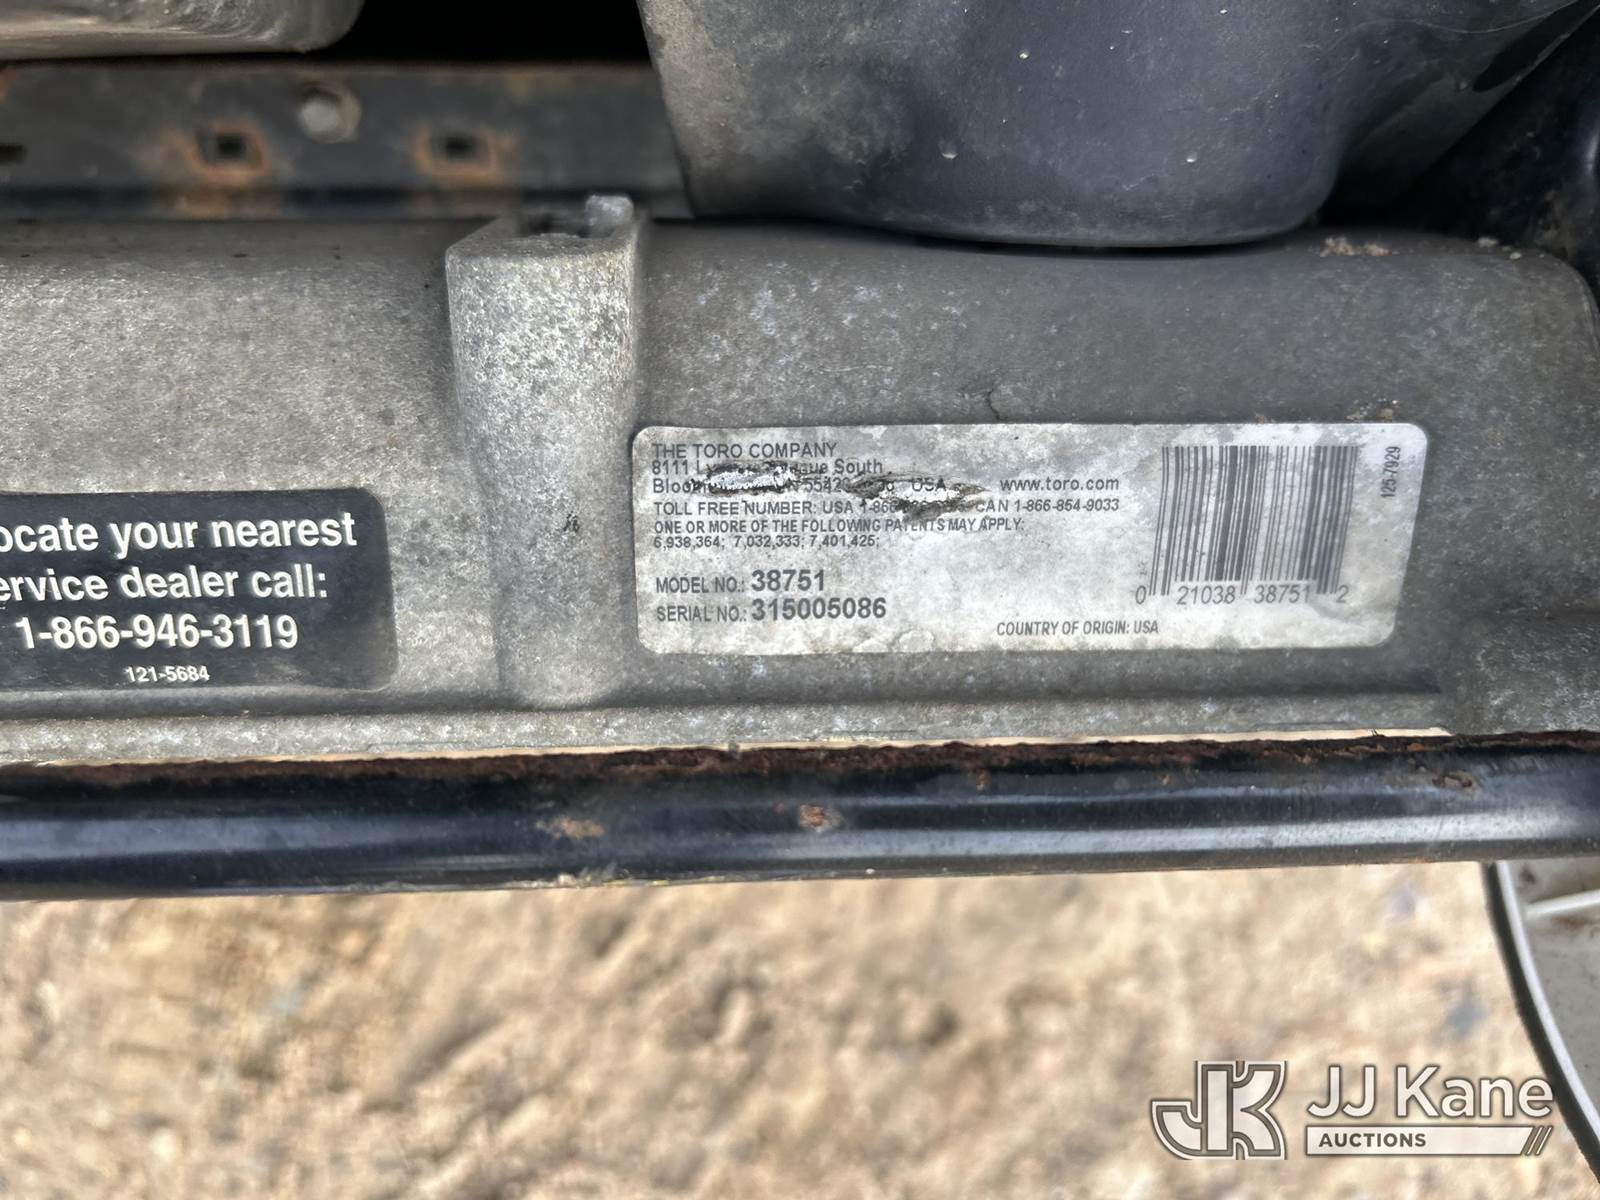 ocate your nearest
ervice dealer call:
1-866-946-3119
121-5684
THE TORO COMPANY
8111 South
USA www.toro.com
TOLL FREE NUMBER: USA CAN 1-866-854-9033
ONE OR MORE OF THE FOLLOWING PATENTS MAY APPLY:
6,938,364; 7,032,333; 7,401,425;
MODEL NO.: 38751
SERIAL NO.: 315005086
COUNTRY OF ORIGIN: USA
0 21038 38751 2
125-7929
JK JJ Kane
AUCTIONS